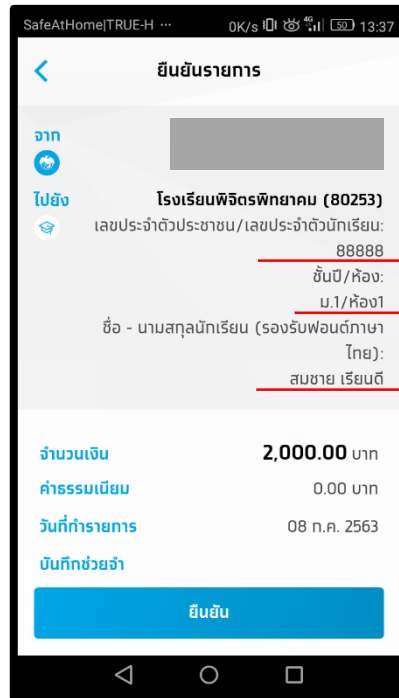 SafeAtHome|TRUE-H ··· 0K/s 4G 50 13:37
ยืนยันรายการ
จาก
ไปยัง โรงเรียนพิจิตรพิทยาคม (80253)
เลขประจำตัวประชาชน/เลขประจำตัวนักเรียน:
88888
ชั้นปี/ห้อง:
ม.1/ห้อง1
ชื่อ - นามสกุลนักเรียน (รองรับฟอนต์ภาษา
ไทย):
สมชาย เรียนดี
จำนวนเงิน 2,000.00 บาท
ค่าธรรมเนียม 0.00 บาท
วันที่ทำรายการ 08 ก.ค. 2563
บันทึกช่วยจำ
ยืนยัน